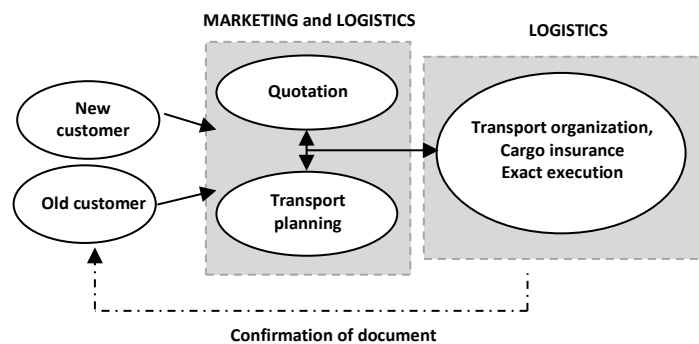 MARKETING and LOGISTICS
LOGISTICS
New
customer
Old customer
Quotation
Transport
planning
Transport organization,
Cargo insurance
Exact execution
Confirmation of document